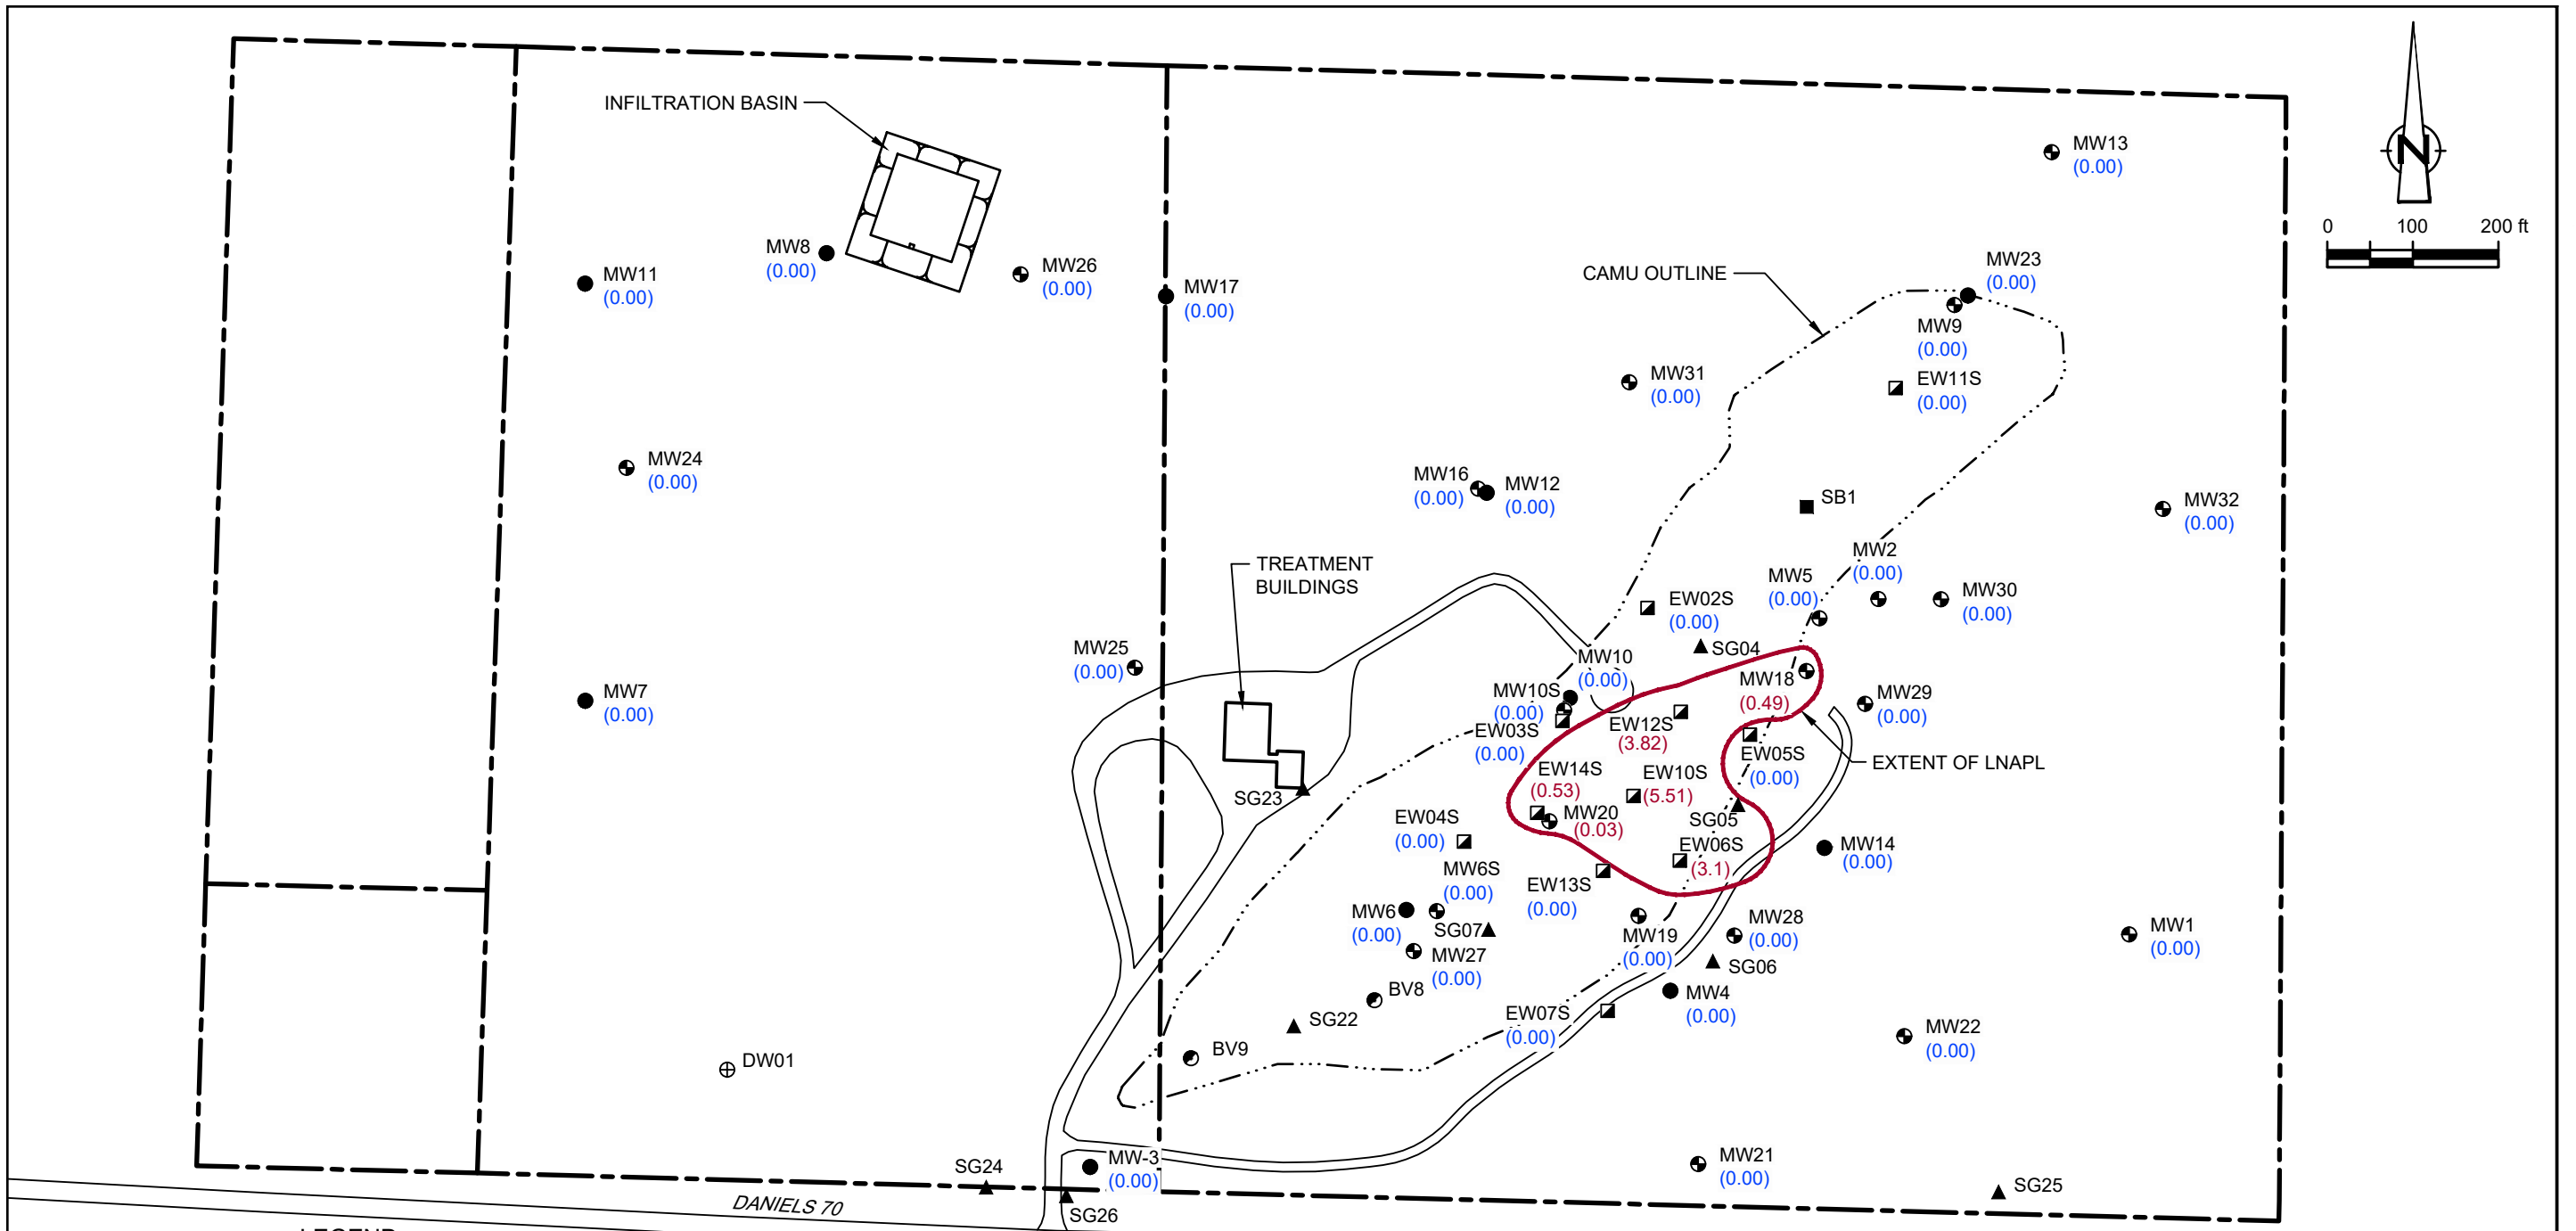 INFILTRATION BASIN
MW13
(0.00)
N
0 100 200 ft
MW8
(0.00)
MW26
(0.00)
MW11
(0.00)
MW17
(0.00)
CAMU OUTLINE
MW23
(0.00)
MW9
(0.00)
MW31
(0.00)
EW11S
(0.00)
MW24
(0.00)
MW16
(0.00)
MW12
(0.00)
SB1
MW32
(0.00)
TREATMENT
BUILDINGS
MW2
(0.00)
MW5
(0.00)
MW30
(0.00)
EW02S
(0.00)
SG04
MW25
(0.00)
MW10
(0.00)
MW7
(0.00)
MW10S
(0.00)
MW18
(0.49)
MW29
(0.00)
EW03S
(0.00)
EW12S
(3.82)
EW05S
(0.00)
EXTENT OF LNAPL
EW14S
(0.53)
EW10S
(5.51)
SG23
MW20
(0.03)
SG05
EW04S
(0.00)
EW06S
(3.1)
MW14
(0.00)
MW6S
(0.00)
EW13S
(0.00)
MW6
(0.00)
SG07
MW28
(0.00)
MW1
(0.00)
MW19
(0.00)
MW27
(0.00)
SG06
BV8
MW4
(0.00)
EW07S
(0.00)
SG22
MW22
(0.00)
BV9
DW01
MW21
(0.00)
MW-3
(0.00)
SG24
SG25
DANIELS 70
SG26
LEGEND